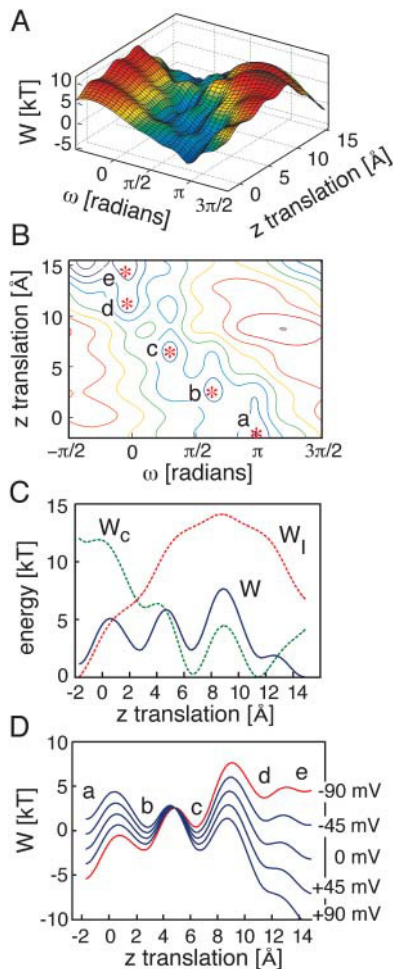 A
W [kT]
10
5
0
-5
0
π/2
π
3π/2
ω [radians]
0
5
10
15
z translation [Å]
B
z translation [Å]
15
10
5
0
e
d
c
b
a
-π/2
0
π/2
π
3π/2
ω [radians]
C
energy [kT]
15
10
5
0
W_C
W_I
W
-2 0 2 4 6 8 10 12 14
z translation [Å]
D
W [kT]
10
5
0
-5
-10
a
b
c
d
e
-90 mV
-45 mV
0 mV
+45 mV
+90 mV
-2 0 2 4 6 8 10 12 14
z translation [Å]